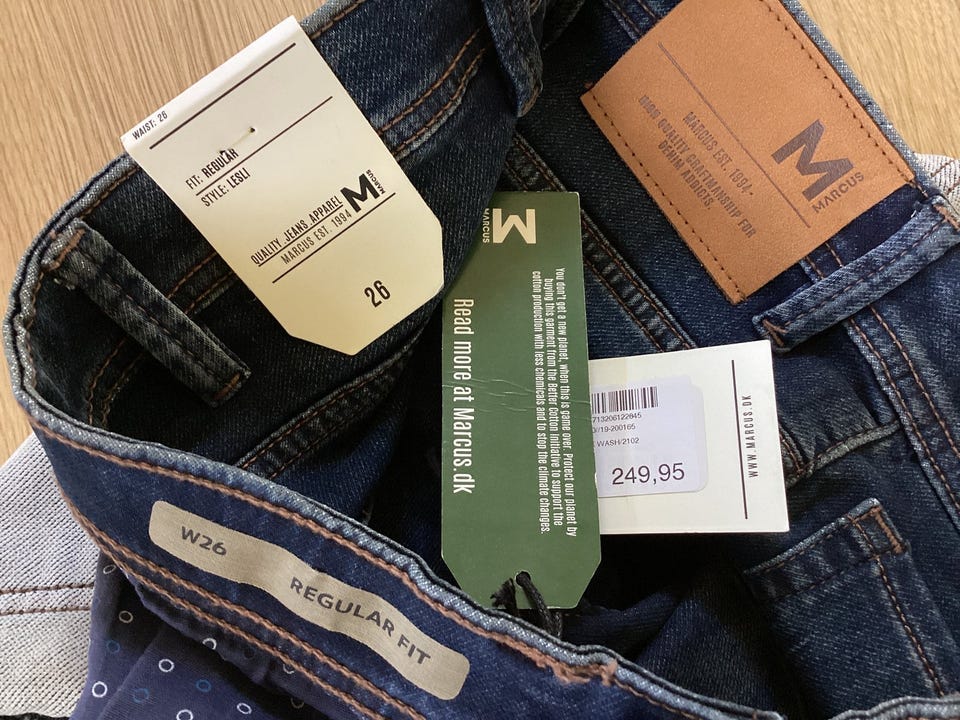 WAIST: 26
FIT: REGULAR
STYLE: LESLI
QUALITY JEANS APPAREL
MARCUS EST. 1994
M
26
M
MARCUS
You don't get a new planet, when this is game over. Protect our planet by
buying this garment from the Better Cotton Initiative to support the
cotton production with less chemicals and to stop the climate changes.
Read more at Marcus.dk
M
MARCUS
MARCUS EST. 1994-
HIGH QUALITY CRAFTMANSHIP FOR
DENIM ADDICTS.
713206122845
/19-200165
WASH/2102
249,95
WWW.MARCUS.DK
W26
REGULAR FIT